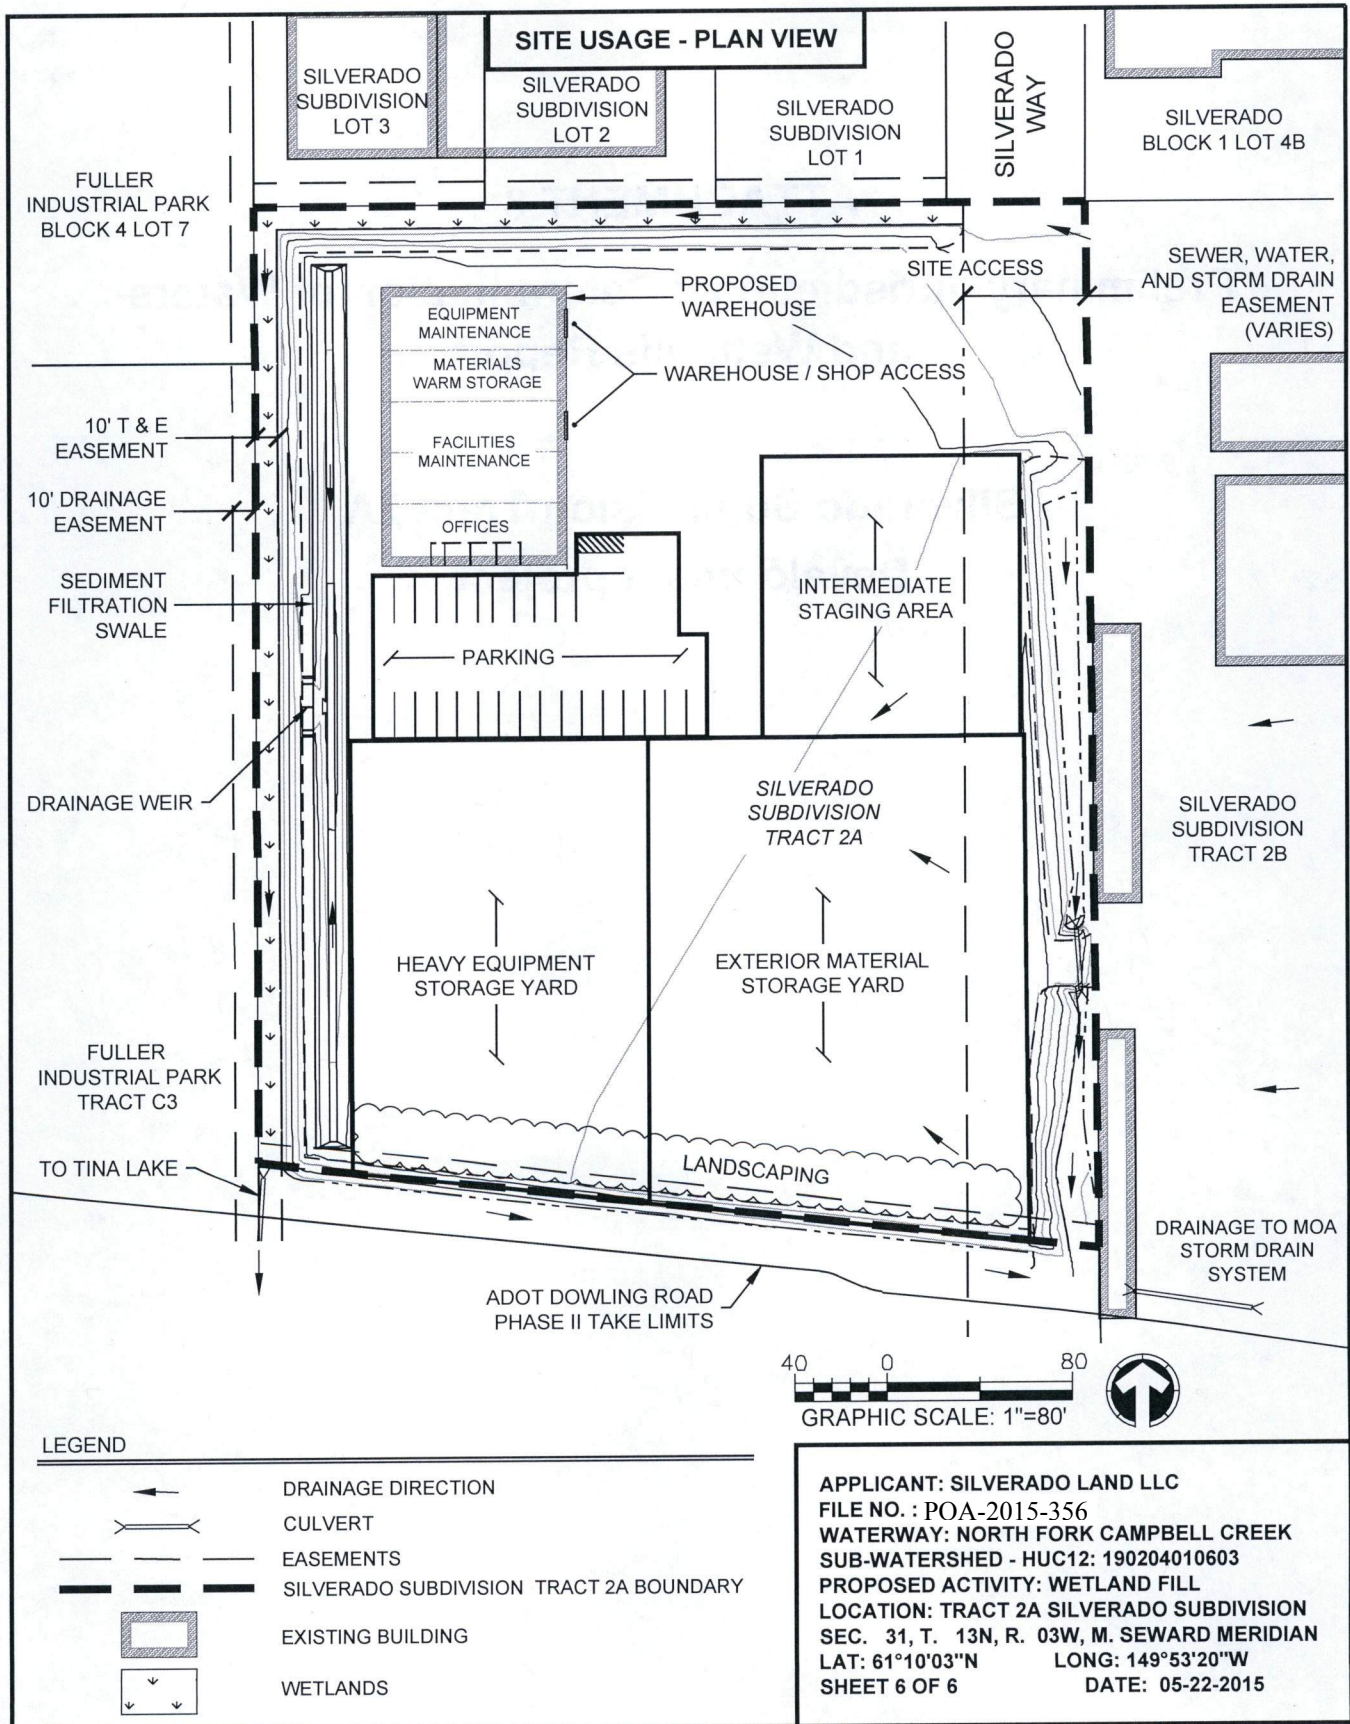 SITE USAGE - PLAN VIEW
SILVERADO
SUBDIVISION
LOT 3
SILVERADO
SUBDIVISION
LOT 2
SILVERADO
SUBDIVISION
LOT 1
SILVERADO
WAY
SILVERADO
BLOCK 1 LOT 4B
FULLER
INDUSTRIAL PARK
BLOCK 4 LOT 7
SITE ACCESS
SEWER, WATER,
AND STORM DRAIN
EASEMENT
(VARIES)
PROPOSED
WAREHOUSE
EQUIPMENT
MAINTENANCE
MATERIALS
WARM STORAGE
WAREHOUSE / SHOP ACCESS
FACILITIES
MAINTENANCE
OFFICES
10' T & E
EASEMENT
10' DRAINAGE
EASEMENT
SEDIMENT
FILTRATION
SWALE
INTERMEDIATE
STAGING AREA
PARKING
DRAINAGE WEIR
SILVERADO
SUBDIVISION
TRACT 2A
SILVERADO
SUBDIVISION
TRACT 2B
HEAVY EQUIPMENT
STORAGE YARD
EXTERIOR MATERIAL
STORAGE YARD
FULLER
INDUSTRIAL PARK
TRACT C3
TO TINA LAKE
LANDSCAPING
DRAINAGE TO MOA
STORM DRAIN
SYSTEM
ADOT DOWLING ROAD
PHASE II TAKE LIMITS
40 0 80
GRAPHIC SCALE: 1"=80'
LEGEND
DRAINAGE DIRECTION
CULVERT
EASEMENTS
SILVERADO SUBDIVISION TRACT 2A BOUNDARY
EXISTING BUILDING
WETLANDS
APPLICANT: SILVERADO LAND LLC
FILE NO. : POA-2015-356
WATERWAY: NORTH FORK CAMPBELL CREEK
SUB-WATERSHED - HUC12: 190204010603
PROPOSED ACTIVITY: WETLAND FILL
LOCATION: TRACT 2A SILVERADO SUBDIVISION
SEC. 31, T. 13N, R. 03W, M. SEWARD MERIDIAN
LAT: 61°10'03"N LONG: 149°53'20"W
SHEET 6 OF 6 DATE: 05-22-2015